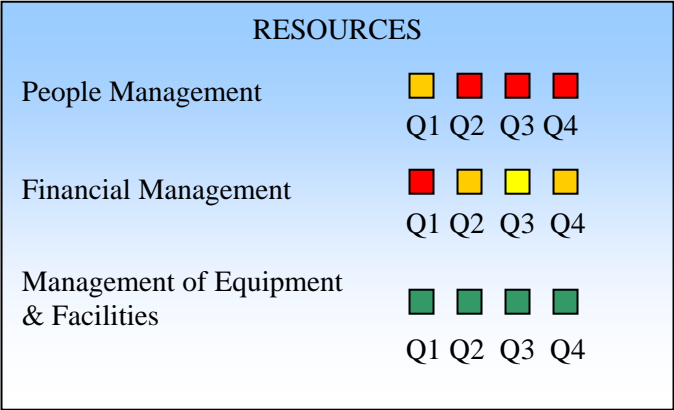 RESOURCES
People Management
Q1 Q2 Q3 Q4
Financial Management
Q1 Q2 Q3 Q4
Management of Equipment
& Facilities
Q1 Q2 Q3 Q4